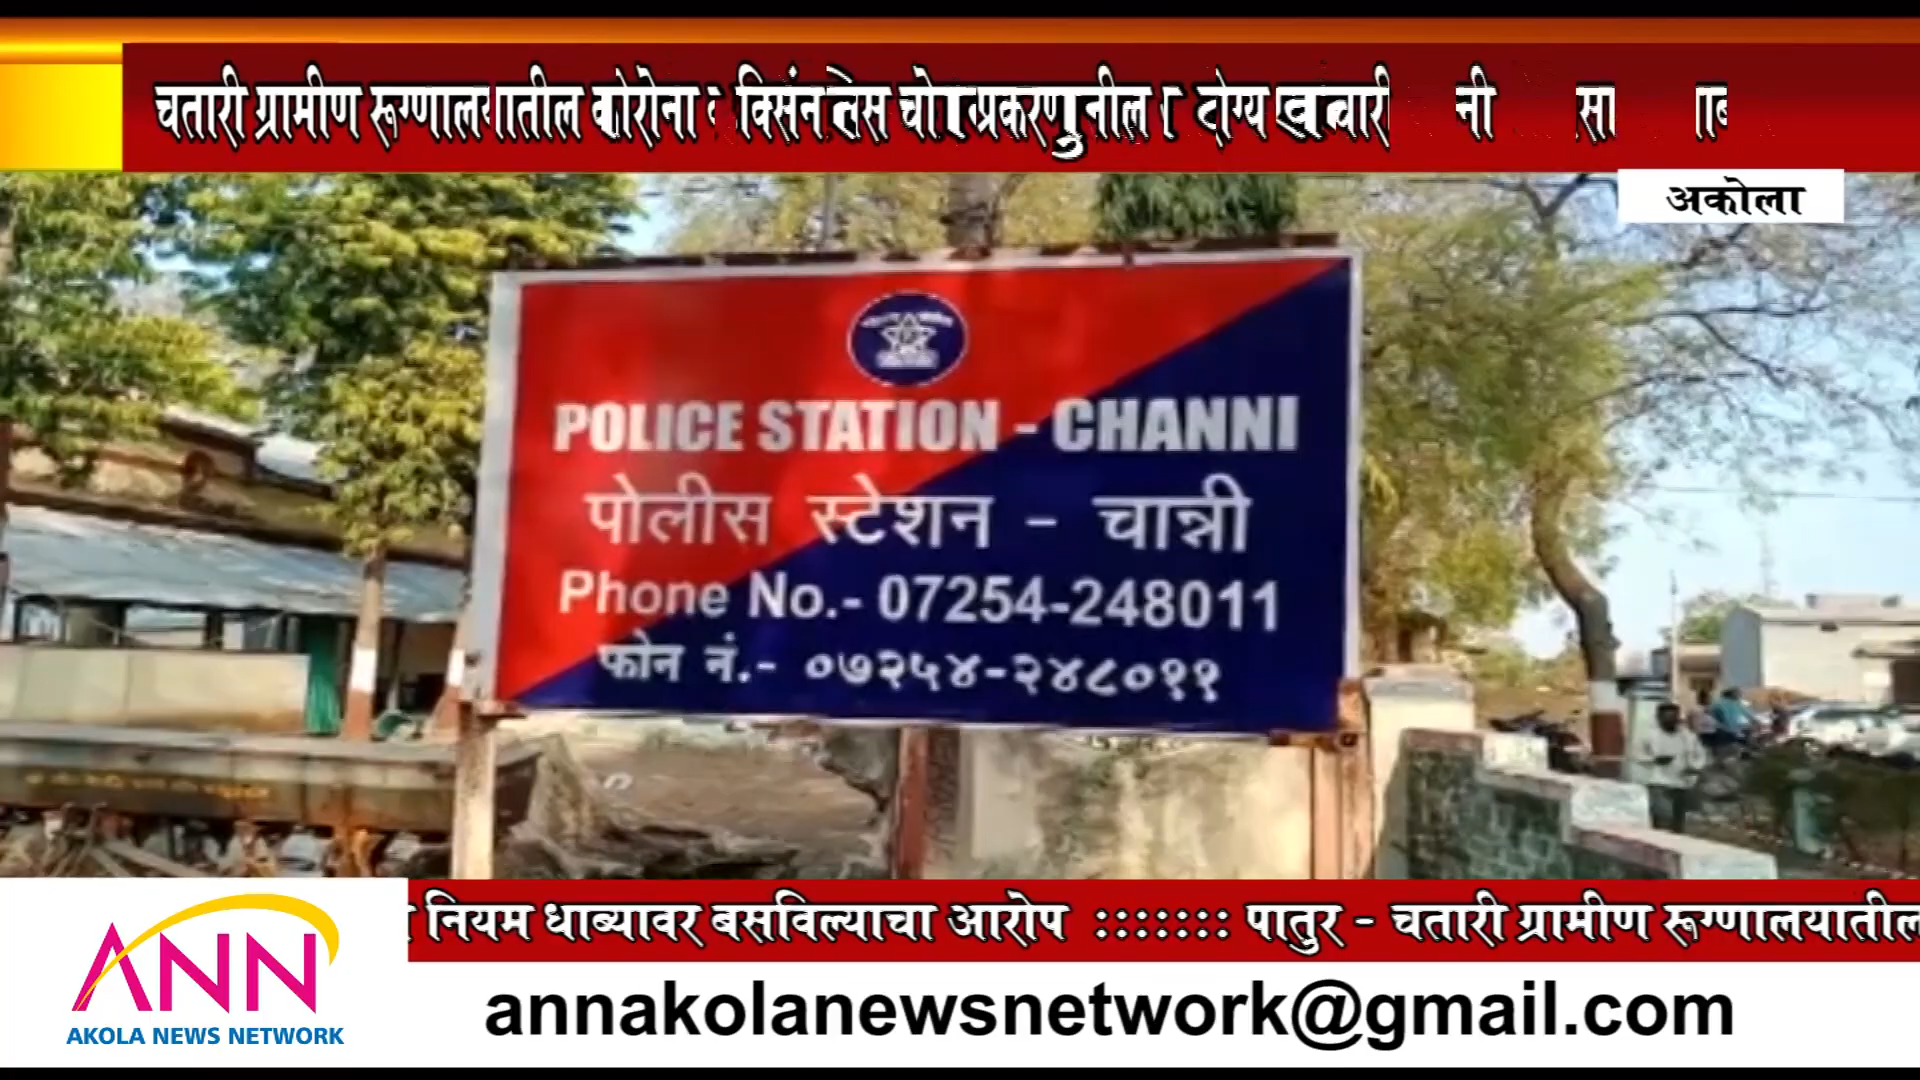 चतारी ग्रामीण रूग्णालयातील कोरोना
अकोला
POLICE STATION - CHANNI
पोलीस स्टेशन - चान्नी
Phone No.- 07254-248011
फोन नं.- ०७२५४-२४८०११
नियम धाब्यावर बसविल्याचा आरोप ::::::: पातुर - चतारी ग्रामीण रूग्णालयातील
ANN
AKOLA NEWS NETWORK
annakolanewsnetwork@gmail.com